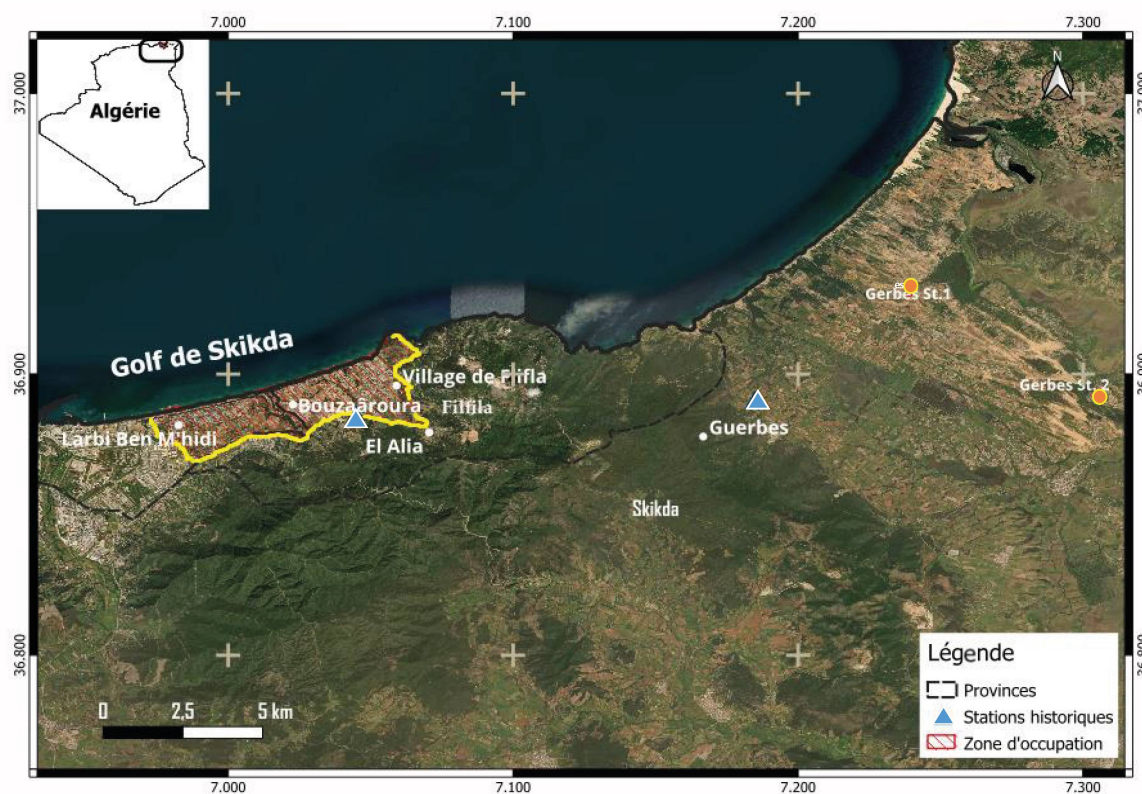 7.000 7.100 7.200 7.300
37.000
37.000
Algérie
N
Gerbes St.1
Golf de Skikda
36.900
36.900
Village de Flifla
Gerbes St. 2
Bouzaâroura
Filfila
Larbi Ben M'hidi
El Alia
Guerbes
Skikda
36.800
36.800
Légende
Provinces
Stations historiques
Zone d'occupation
0 2,5 5 km
7.000 7.100 7.200 7.300